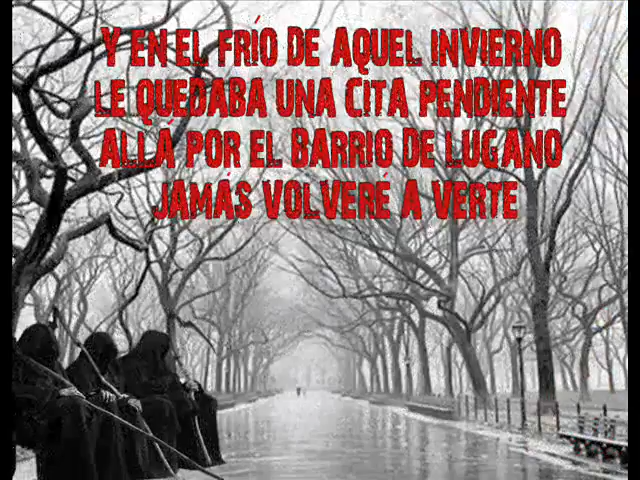 Y EN EL FRÍO DE AQUEL INVIERNO
LE QUEDABA UNA CITA PENDIENTE
ALLÁ POR EL BARRIO DE LUGANO
JAMÁS VOLVERÉ A VERTE